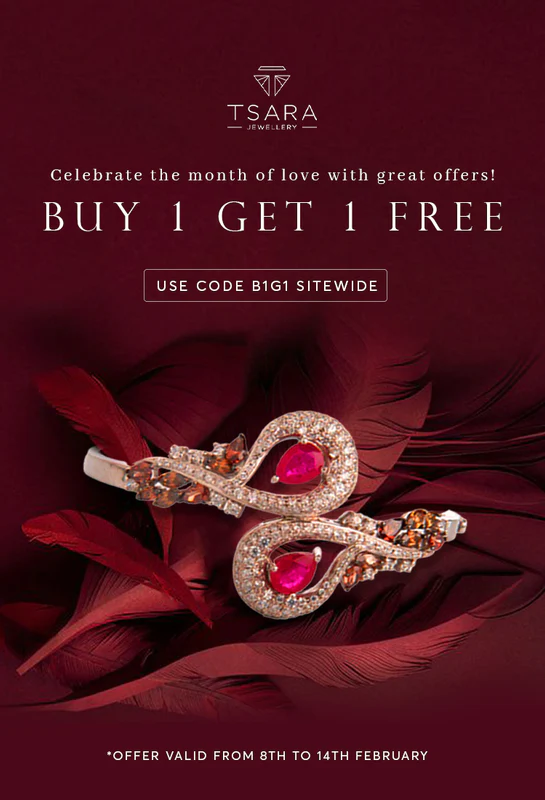 TSARA
JEWELLERY
Celebrate the month of love with great offers!
BUY 1 GET 1 FREE
USE CODE B1G1 SITEWIDE
*OFFER VALID FROM 8TH TO 14TH FEBRUARY